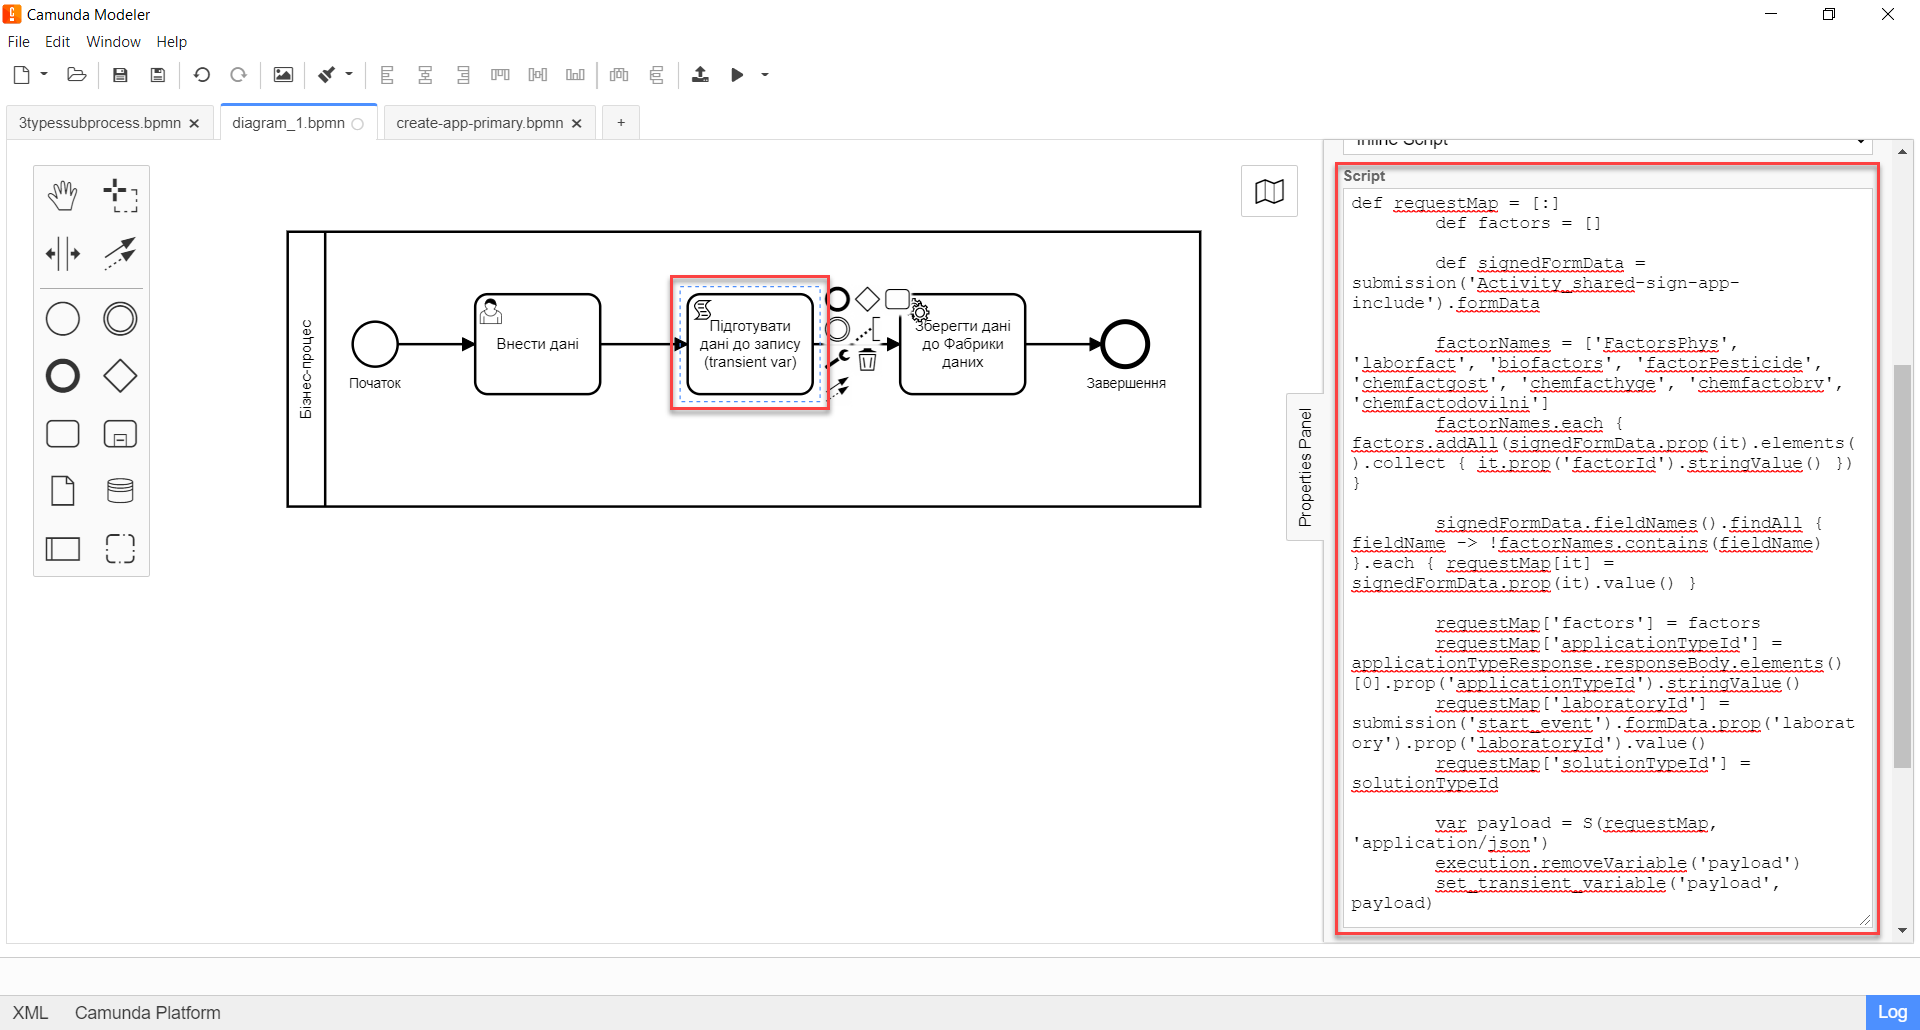 Camunda Modeler
File Edit Window Help
3typessubprocess.bpmn
diagram_1.bpmn
create-app-primary.bpmn
+
Бізнес-процес
Початок
Внести дані
Підготувати
дані до запису
(transient var)
Зберегти дані
до Фабрики
даних
Завершення
Properties Panel
Inline Script
Script
def requestMap = [:]
def factors = []
def signedFormData =
submission('Activity_shared-sign-app-
include').formData
factorNames = ['FactorsPhys',
'laborfact', 'biofactors', 'factorPesticide',
'chemfactgost', 'chemfacthyge', 'chemfactobrv',
'chemfactodovilni']
factorNames.each {
factors.addAll(signedFormData.prop(it).elements(
).collect { it.prop('factorId').stringValue() })
}
signedFormData.fieldNames().findAll {
fieldName -> !factorNames.contains(fieldName)
}.each { requestMap[it] =
signedFormData.prop(it).value() }
requestMap['factors'] = factors
requestMap['applicationTypeId'] =
applicationTypeResponse.responseBody.elements()
[0].prop('applicationTypeId').stringValue()
requestMap['laboratoryId'] =
submission('start_event').formData.prop('laborat
ory').prop('laboratoryId').value()
requestMap['solutionTypeId'] =
solutionTypeId
var payload = S(requestMap,
'application/json')
execution.removeVariable('payload')
set_transient_variable('payload',
payload)
XML Camunda Platform
Log